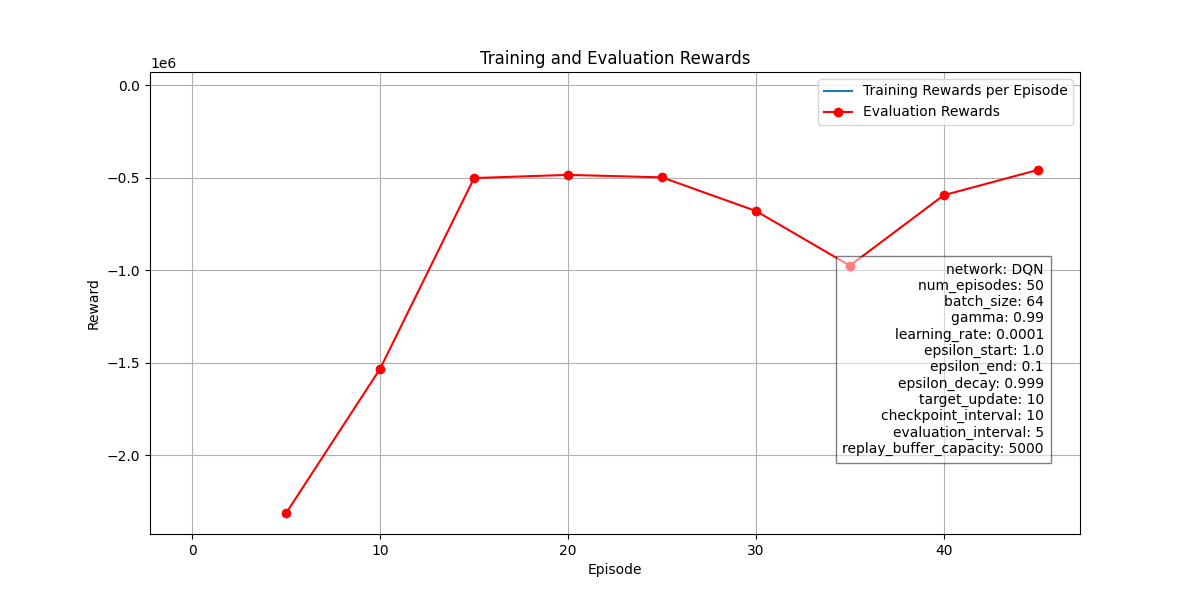 Training and Evaluation Rewards
1e6
0.0
−0.5
−1.0
−1.5
−2.0
Reward
Training Rewards per Episode
Evaluation Rewards
network: DQN
num_episodes: 50
batch_size: 64
gamma: 0.99
learning_rate: 0.0001
epsilon_start: 1.0
epsilon_end: 0.1
epsilon_decay: 0.999
target_update: 10
checkpoint_interval: 10
evaluation_interval: 5
replay_buffer_capacity: 5000
0 10 20 30 40
Episode